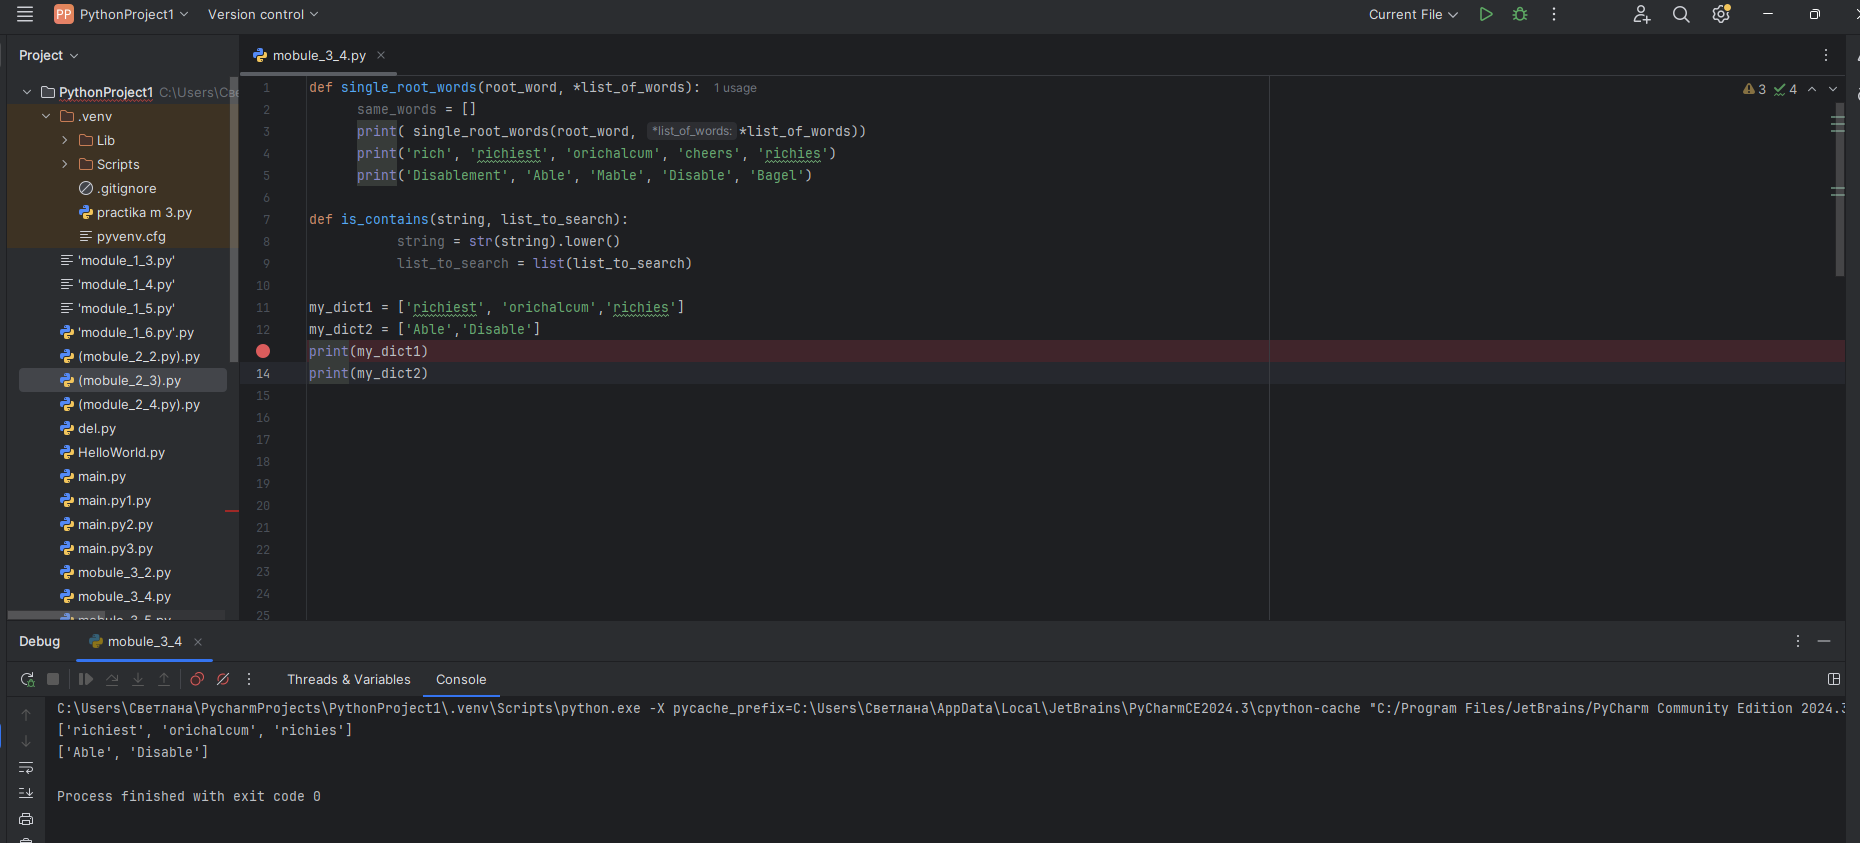 PP PythonProject1 Version control Current File
Project
mobule_3_4.py
PythonProject1 C:\Users\Све
.venv
Lib
Scripts
.gitignore
practika m 3.py
pyvenv.cfg
'module_1_3.py'
'module_1_4.py'
'module_1_5.py'
'module_1_6.py'.py
(mobule_2_2.py).py
(mobule_2_3).py
(module_2_4.py).py
del.py
HelloWorld.py
main.py
main.py1.py
main.py2.py
main.py3.py
mobule_3_2.py
mobule_3_4.py
mobule_3_5.py
3 4
1 def single_root_words(root_word, *list_of_words): 1 usage
2 same_words = []
3 print( single_root_words(root_word, *list_of_words: *list_of_words))
4 print('rich', 'richiest', 'orichalcum', 'cheers', 'richies')
5 print('Disablement', 'Able', 'Mable', 'Disable', 'Bagel')
6
7 def is_contains(string, list_to_search):
8 string = str(string).lower()
9 list_to_search = list(list_to_search)
10
11 my_dict1 = ['richiest', 'orichalcum','richies']
12 my_dict2 = ['Able','Disable']
print(my_dict1)
14 print(my_dict2)
15
16
17
18
19
20
21
22
23
24
25
Debug mobule_3_4
Threads & Variables Console
C:\Users\Светлана\PycharmProjects\PythonProject1\.venv\Scripts\python.exe -X pycache_prefix=C:\Users\Светлана\AppData\Local\JetBrains\PyCharmCE2024.3\cpython-cache "C:/Program Files/JetBrains/PyCharm Community Edition 2024.3
['richiest', 'orichalcum', 'richies']
['Able', 'Disable']
Process finished with exit code 0